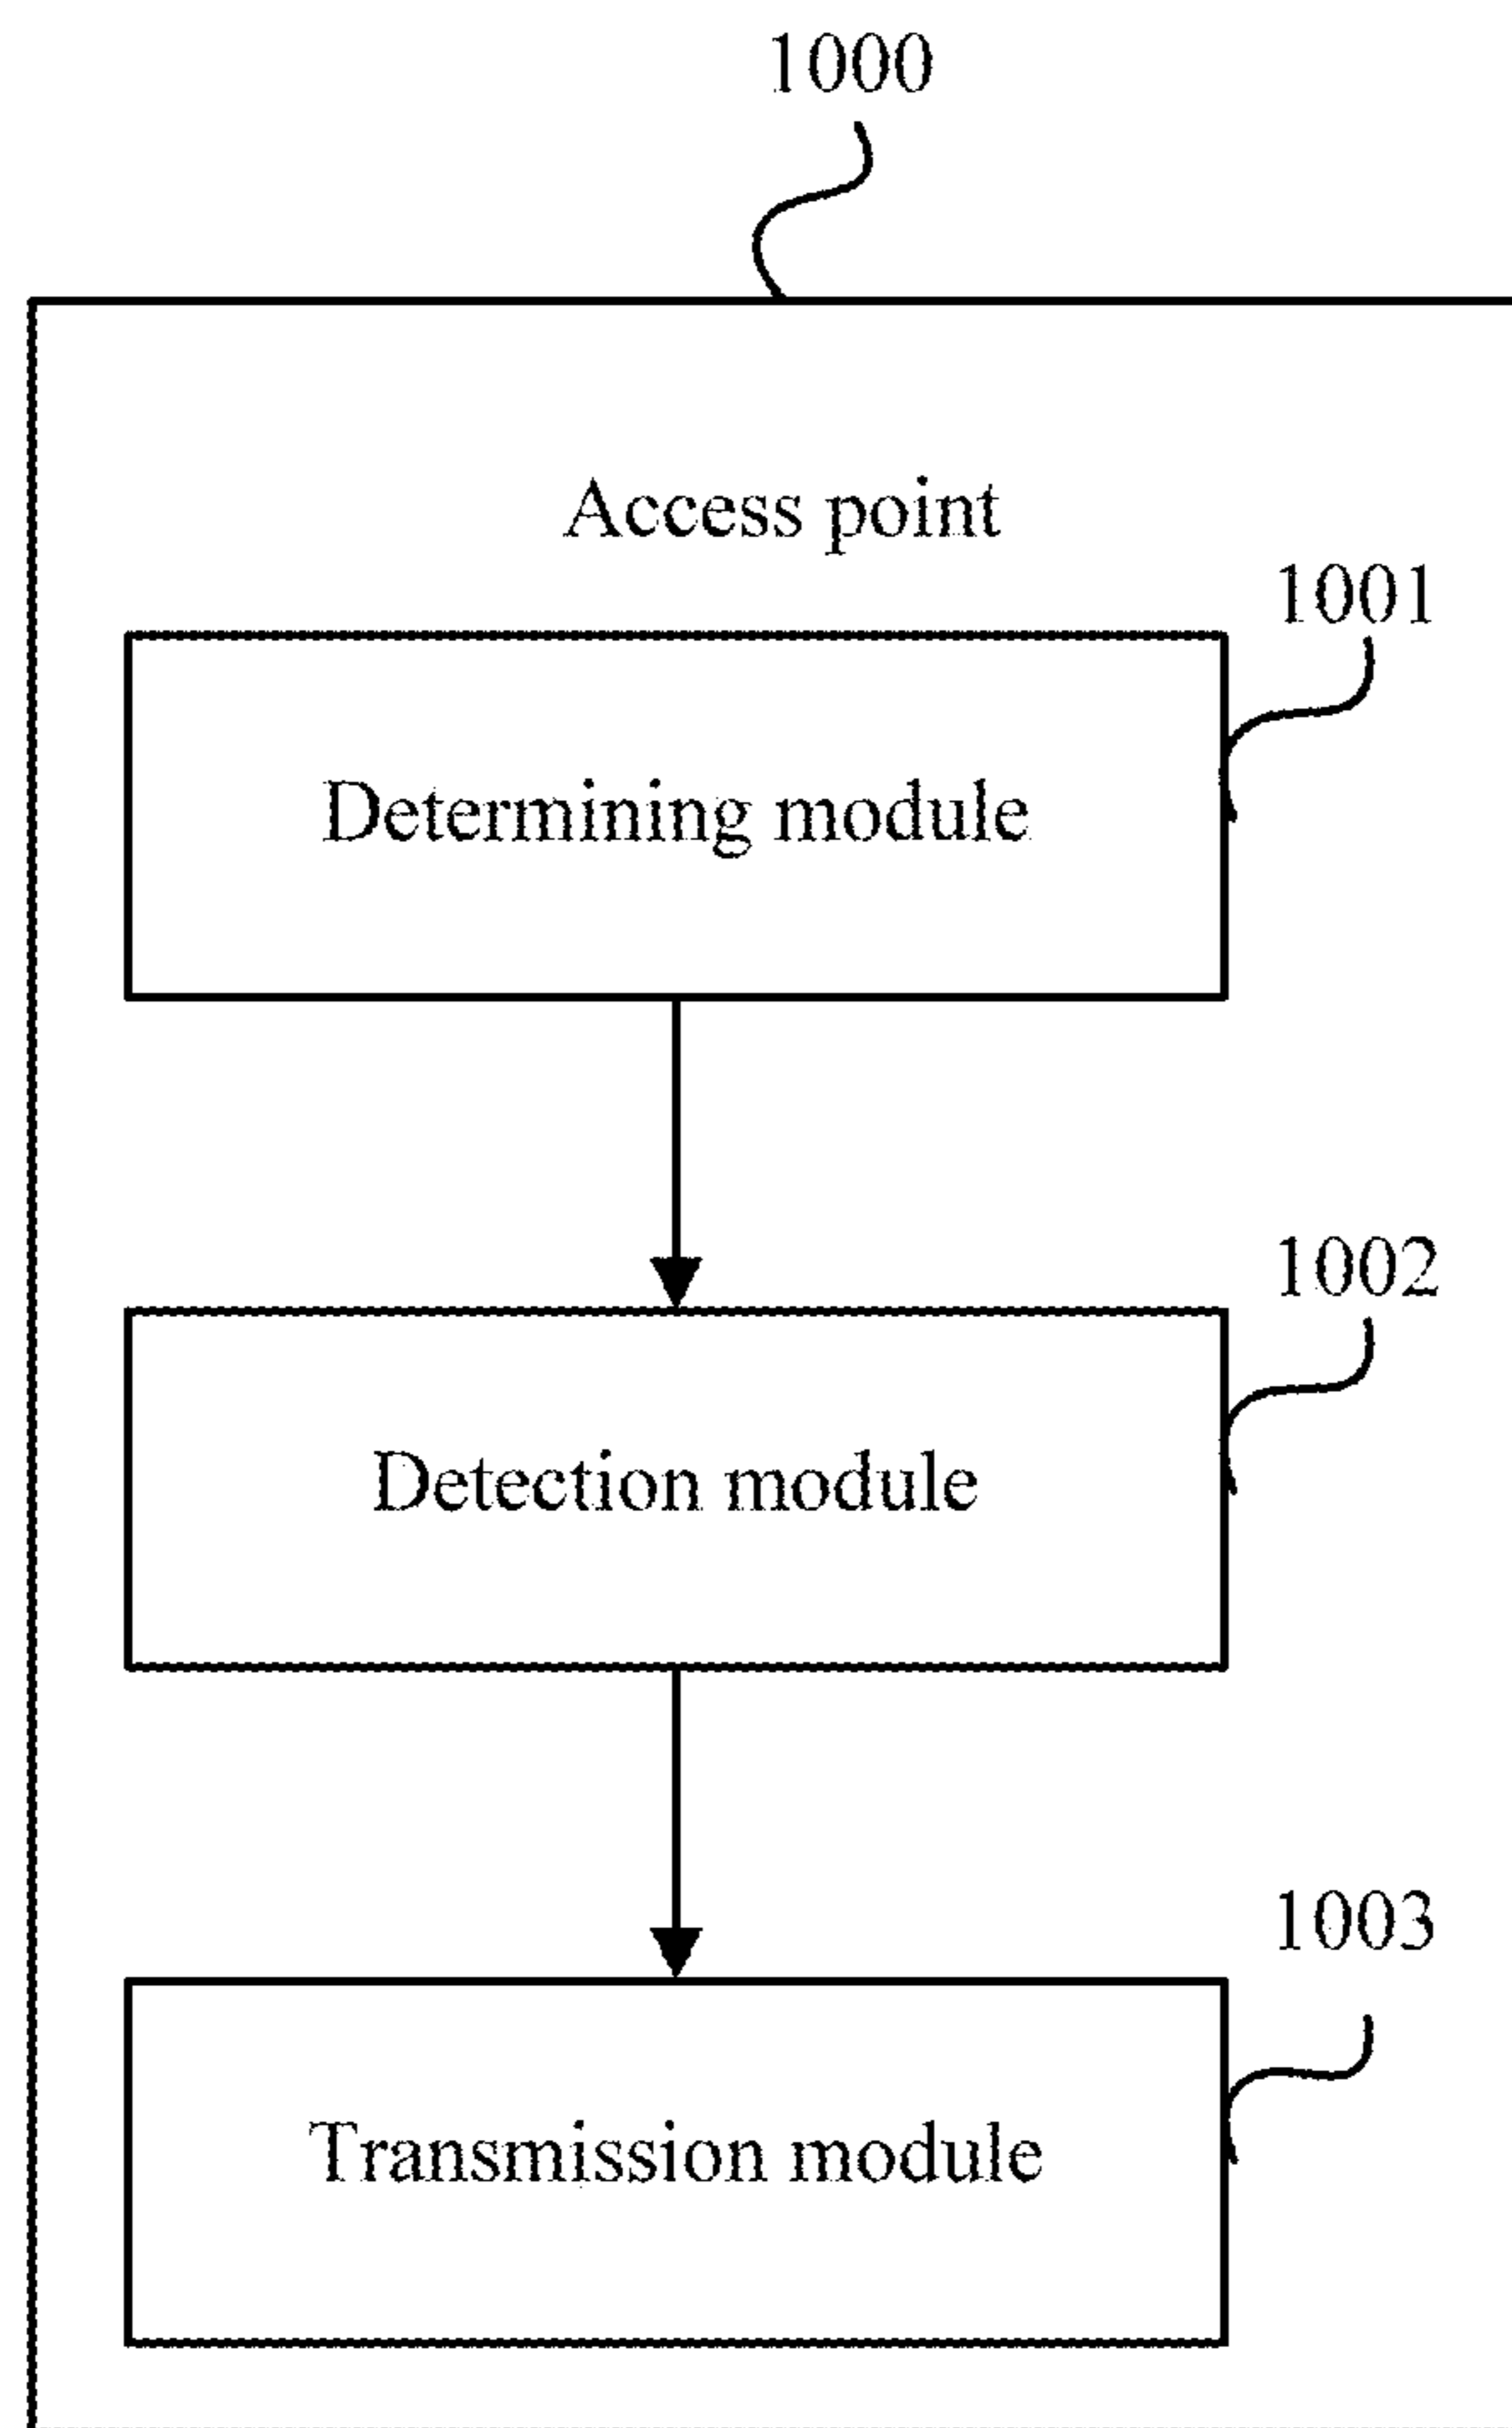 1000
Access point
1001
Determining module
1002
Detection module
1003
Transmission module